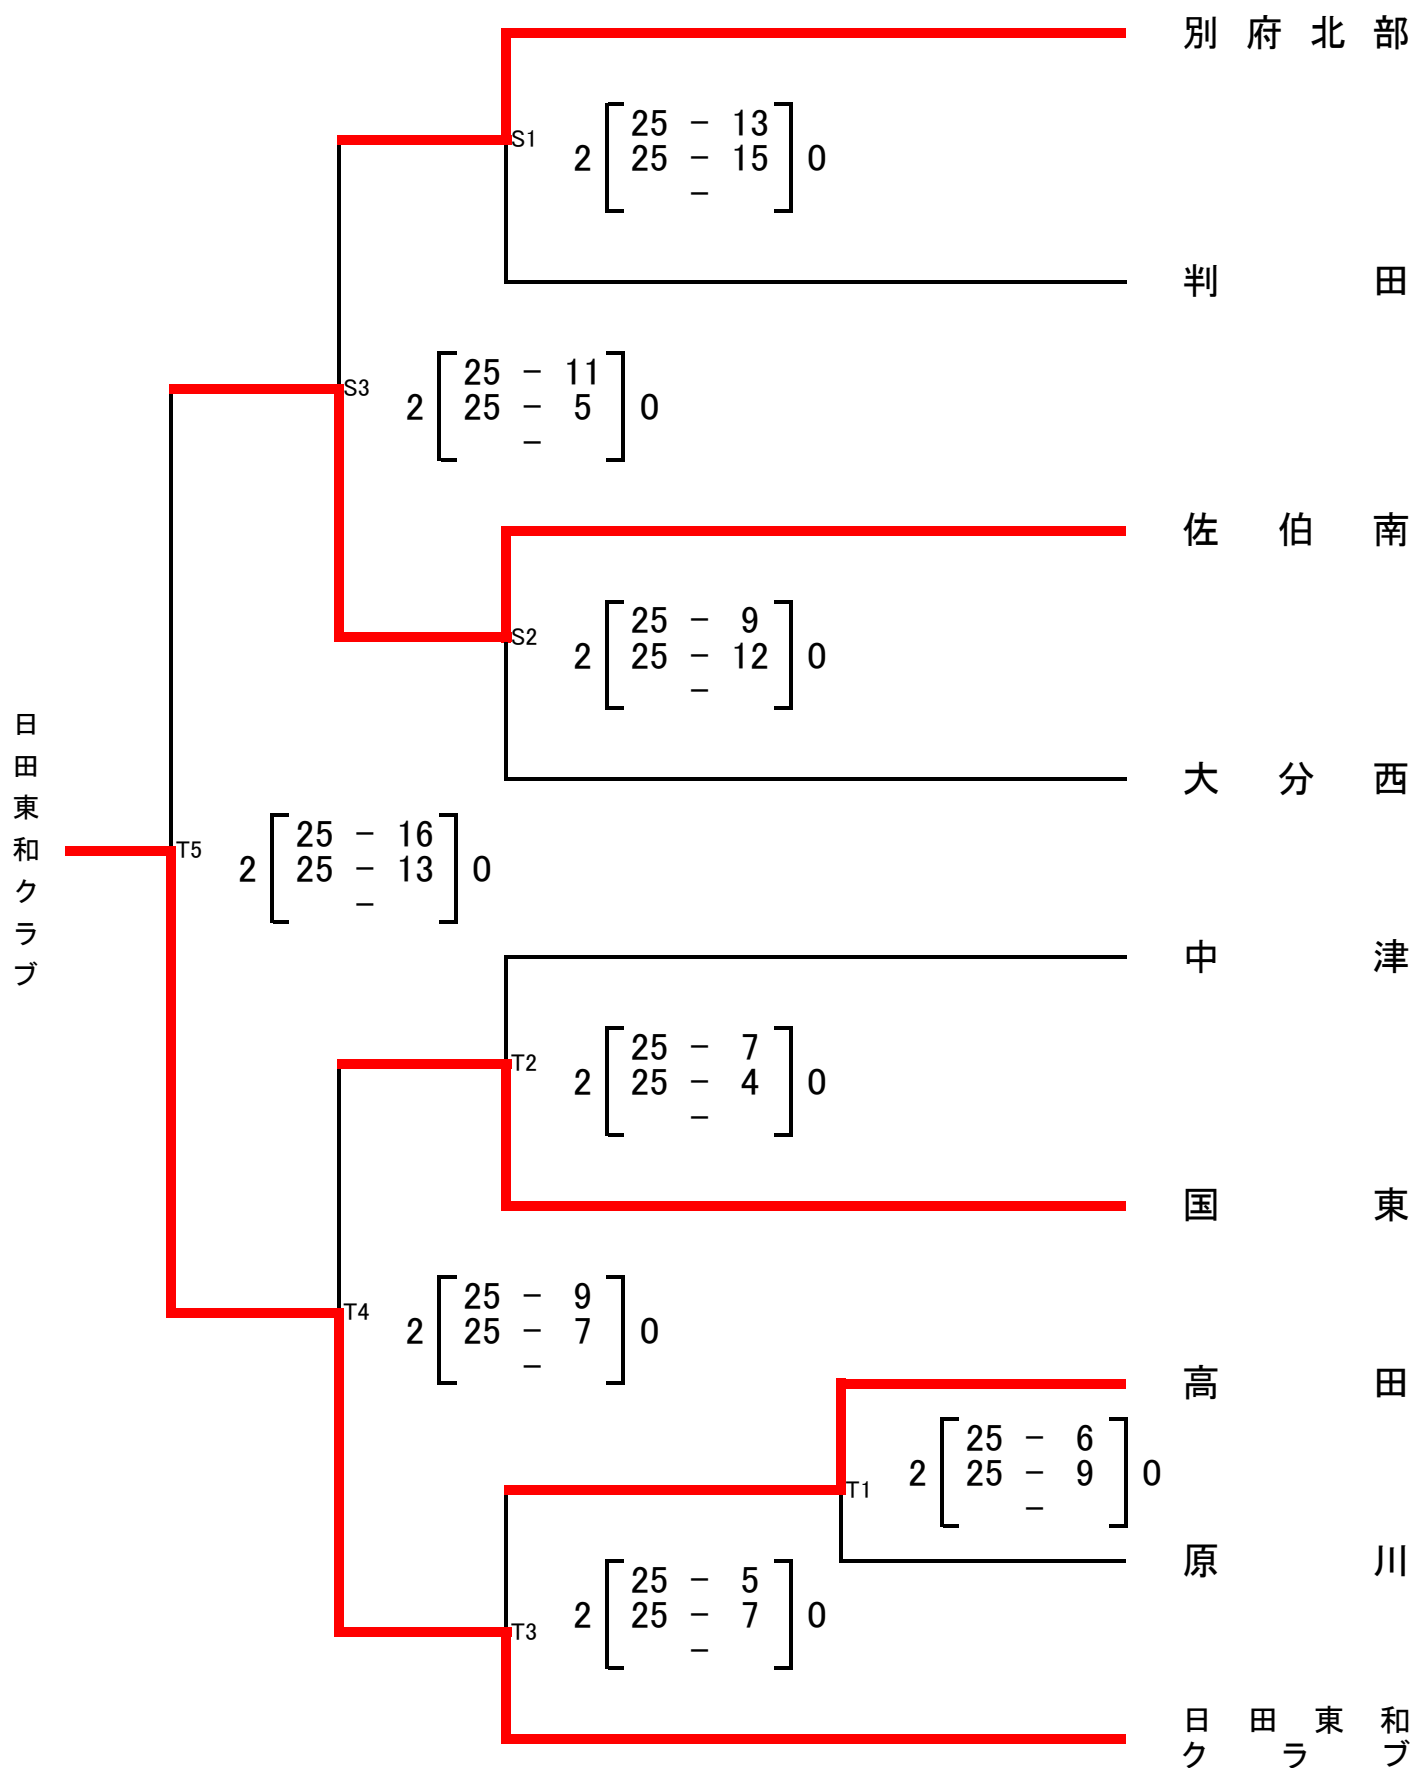 別府北部
25 - 13
S1
2 25 - 15 0
-
判田
25 - 11
S3
2 25 - 5 0
-
佐伯南
25 - 9
S2
2 25 - 12 0
-
日田東和クラブ
大分西
25 - 16
T5
2 25 - 13 0
-
中津
25 - 7
T2
2 25 - 4 0
-
国東
25 - 9
T4
2 25 - 7 0
-
高田
25 - 6
T1
2 25 - 9 0
-
原川
25 - 5
T3
2 25 - 7 0
-
日田東和
クラブ